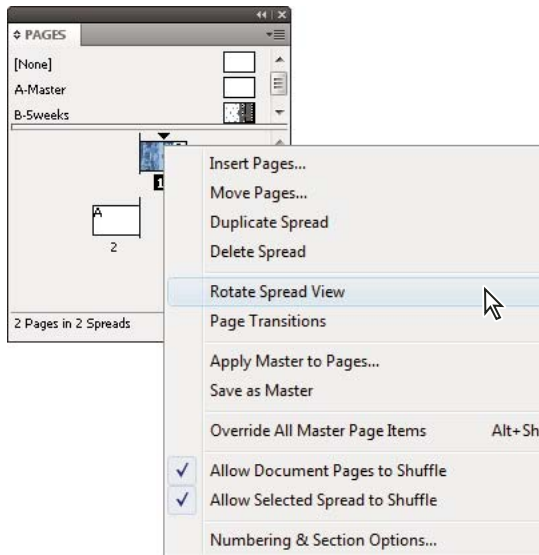 PAGES
[None]
A-Master
B-5weeks
1
A
2
2 Pages in 2 Spreads
Insert Pages...
Move Pages...
Duplicate Spread
Delete Spread
Rotate Spread View
Page Transitions
Apply Master to Pages...
Save as Master
Override All Master Page Items Alt+Sh
Allow Document Pages to Shuffle
Allow Selected Spread to Shuffle
Numbering & Section Options...